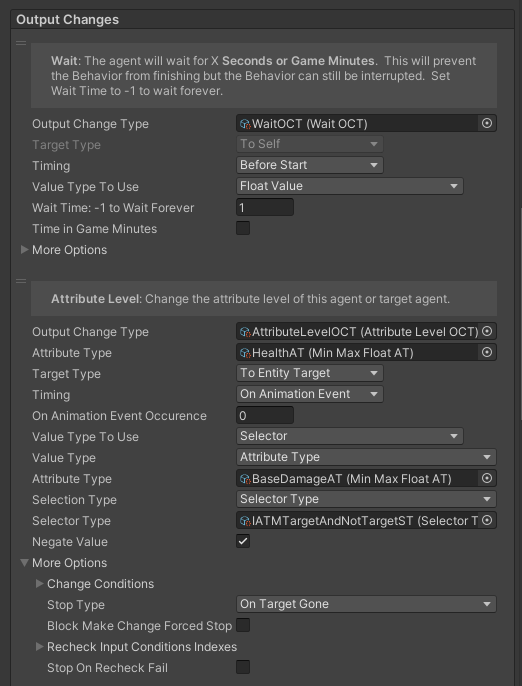 Output Changes
Wait: The agent will wait for X Seconds or Game Minutes. This will prevent
the Behavior from finishing but the Behavior can still be interrupted. Set
Wait Time to -1 to wait forever.
Output Change Type WaitOCT (Wait OCT)
Target Type To Self
Timing Before Start
Value Type To Use Float Value
Wait Time: -1 to Wait Forever 1
Time in Game Minutes
More Options
Attribute Level: Change the attribute level of this agent or target agent.
Output Change Type AttributeLevelOCT (Attribute Level OCT)
Attribute Type HealthAT (Min Max Float AT)
Target Type To Entity Target
Timing On Animation Event
On Animation Event Occurence 0
Value Type To Use Selector
Value Type Attribute Type
Attribute Type BaseDamageAT (Min Max Float AT)
Selection Type Selector Type
Selector Type IATMTargetAndNotTargetST (Selector T
Negate Value
More Options
Change Conditions
Stop Type On Target Gone
Block Make Change Forced Stop
Recheck Input Conditions Indexes
Stop On Recheck Fail